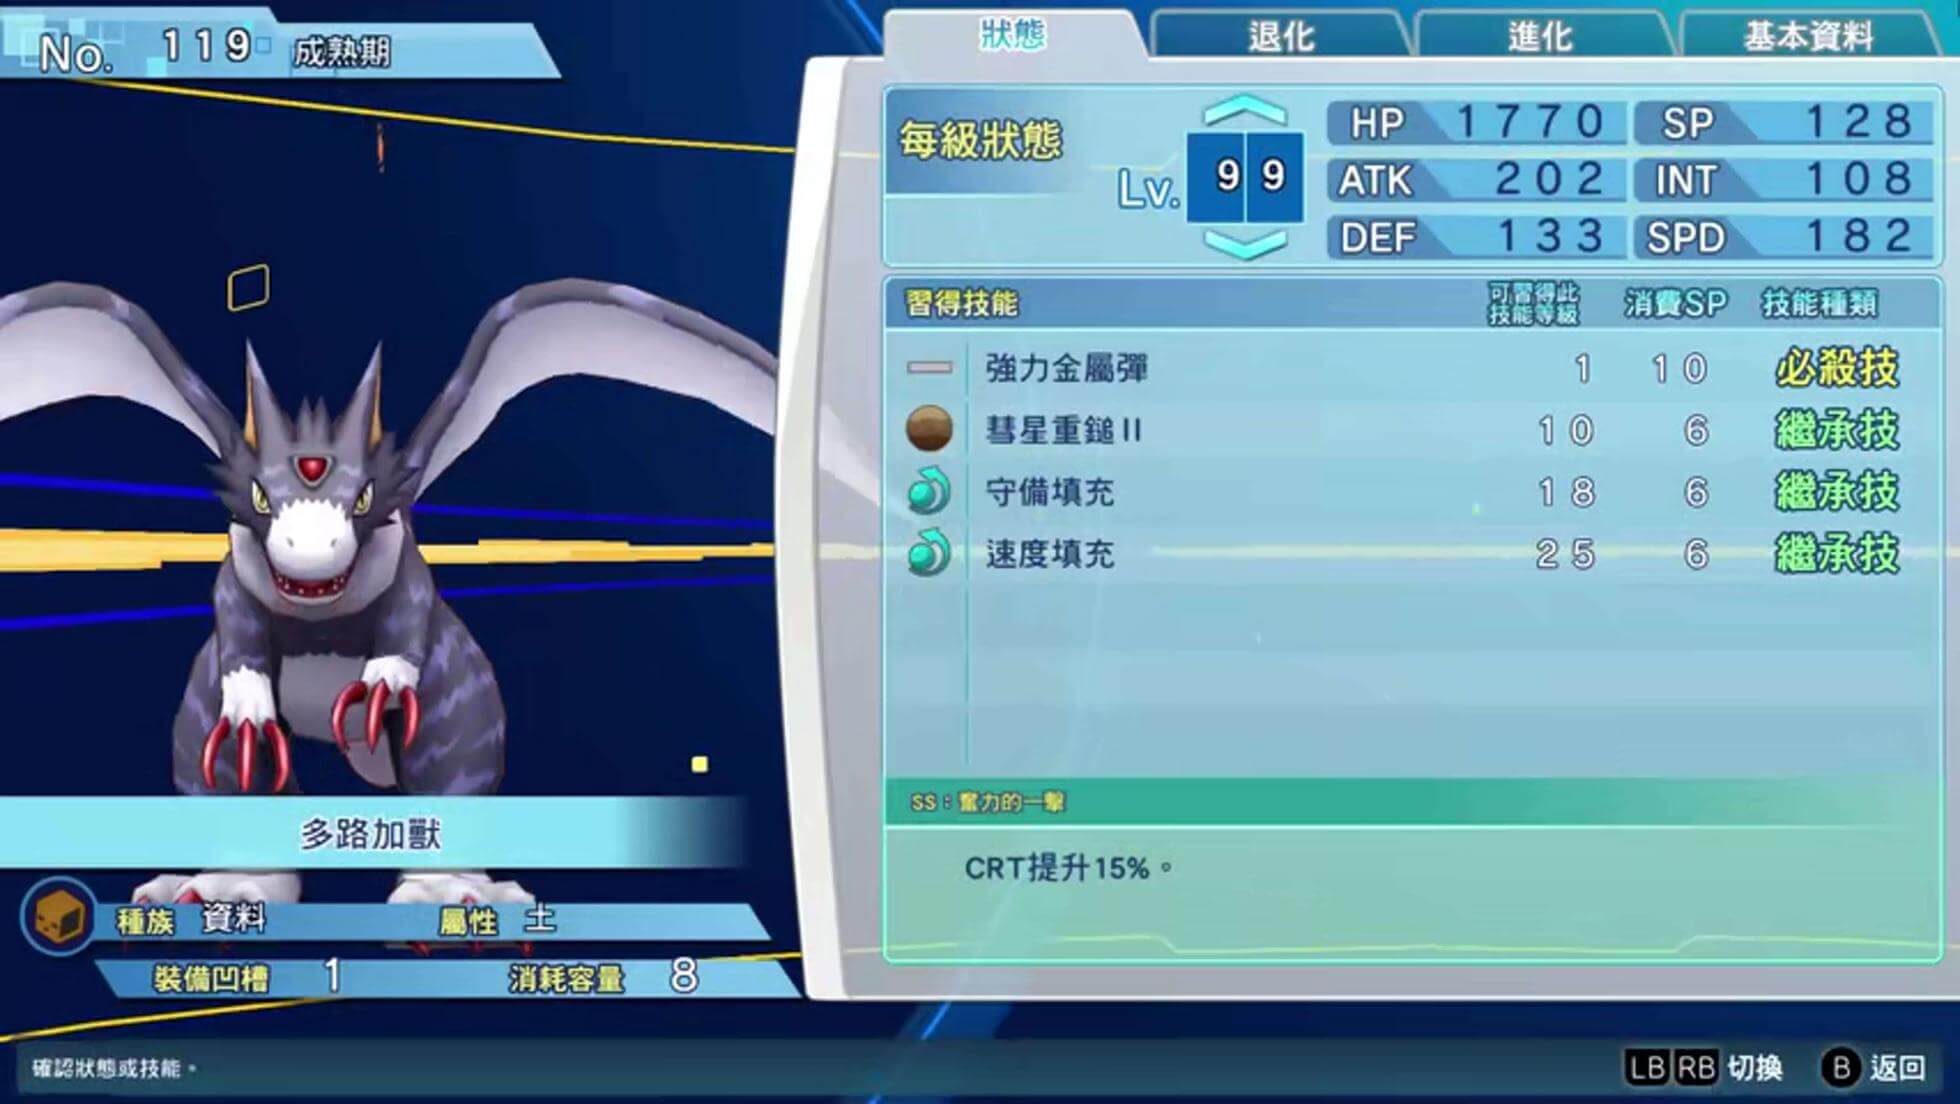 No. 119 成熟期
狀態 退化 進化 基本資料
每級狀態
Lv. 99
HP 1770 SP 128
ATK 202 INT 108
DEF 133 SPD 182
習得技能 可習得此技能等級 消費SP 技能種類
強力金屬彈 1 10 必殺技
彗星重鎚II 10 6 繼承技
守備填充 18 6 繼承技
速度填充 25 6 繼承技
SS：奮力的一擊
CRT提升15%。
多路加獸
種族 資料 屬性 土
裝備凹槽 1 消耗容量 8
確認狀態或技能。
LB RB 切換 B 返回